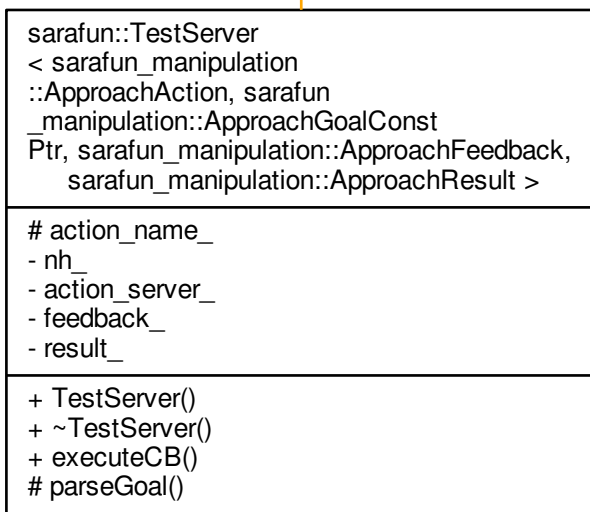 sarafun::TestServer
< sarafun_manipulation
::ApproachAction, sarafun
_manipulation::ApproachGoalConst
Ptr, sarafun_manipulation::ApproachFeedback,
sarafun_manipulation::ApproachResult >
# action_name_
- nh_
- action_server_
- feedback_
- result_
+ TestServer()
+ ~TestServer()
+ executeCB()
# parseGoal()